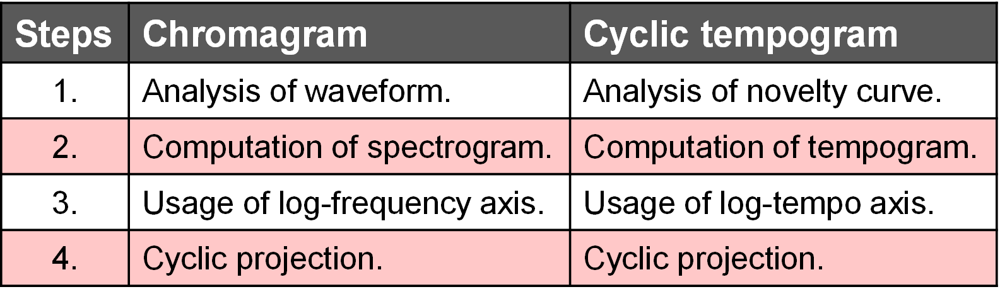 Steps Chromagram Cyclic tempogram
1. Analysis of waveform. Analysis of novelty curve.
2. Computation of spectrogram. Computation of tempogram.
3. Usage of log-frequency axis. Usage of log-tempo axis.
4. Cyclic projection. Cyclic projection.